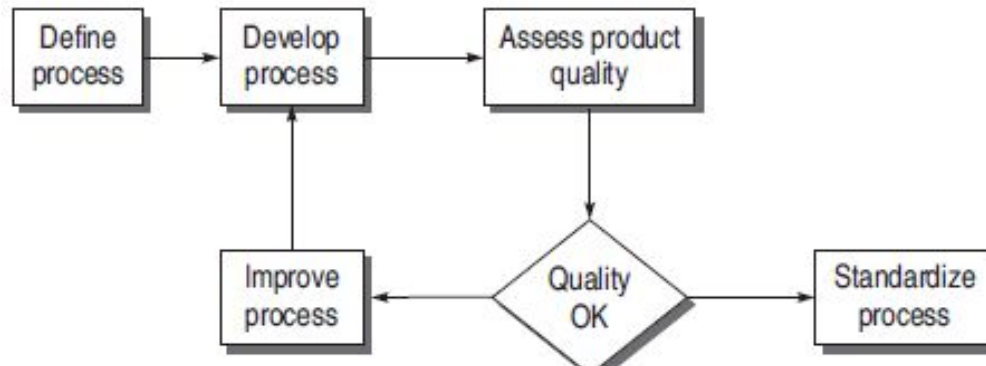 Define
process
Develop
process
Assess product
quality
Improve
process
Quality
OK
Standardize
process